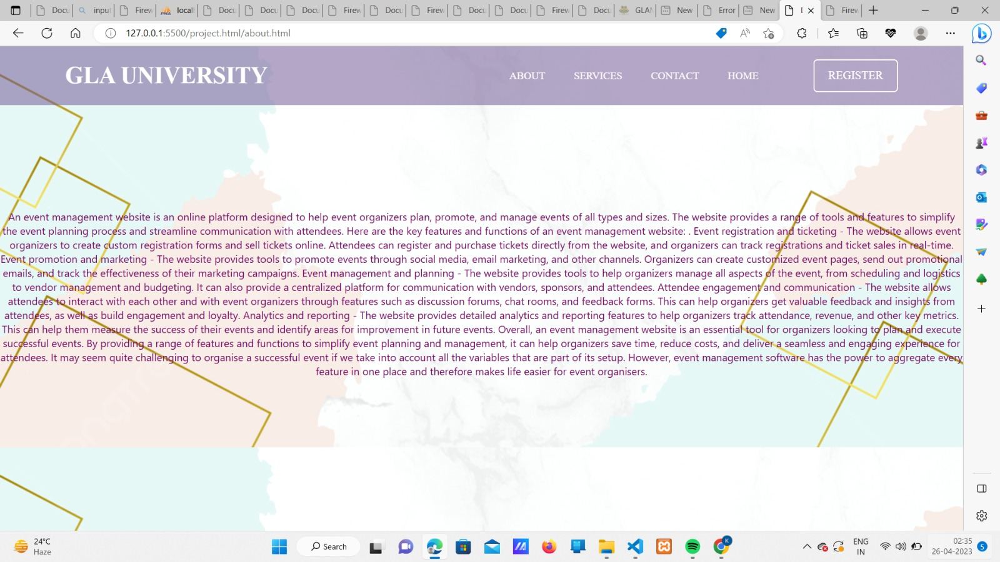 Docu
input
Firew
locall
Docu
Docu
Docu
Firew
Docu
Firew
Docu
Docu
Firew
Docu
GLAM
New
Error
New
Firew
127.0.0.1:5500/project.html/about.html
GLA UNIVERSITY
ABOUT SERVICES CONTACT HOME REGISTER
An event management website is an online platform designed to help event organizers plan, promote, and manage events of all types and sizes. The website provides a range of tools and features to simplify
the event planning process and streamline communication with attendees. Here are the key features and functions of an event management website: . Event registration and ticketing - The website allows event
organizers to create custom registration forms and sell tickets online. Attendees can register and purchase tickets directly from the website, and organizers can track registrations and ticket sales in real-time.
Event promotion and marketing - The website provides tools to promote events through social media, email marketing, and other channels. Organizers can create customized event pages, send out promotional
emails, and track the effectiveness of their marketing campaigns. Event management and planning - The website provides tools to help organizers manage all aspects of the event, from scheduling and logistics
to vendor management and budgeting. It can also provide a centralized platform for communication with vendors, sponsors, and attendees. Attendee engagement and communication - The website allows
attendees to interact with each other and with event organizers through features such as discussion forums, chat rooms, and feedback forms. This can help organizers get valuable feedback and insights from
attendees, as well as build engagement and loyalty. Analytics and reporting - The website provides detailed analytics and reporting features to help organizers track attendance, revenue, and other key metrics.
This can help them measure the success of their events and identify areas for improvement in future events. Overall, an event management website is an essential tool for organizers looking to plan and execute
successful events. By providing a range of features and functions to simplify event planning and management, it can help organizers save time, reduce costs, and deliver a seamless and engaging experience for
attendees. It may seem quite challenging to organise a successful event if we take into account all the variables that are part of its setup. However, event management software has the power to aggregate every
feature in one place and therefore makes life easier for event organisers.
24°C
Haze
Search
ENG
IN
02:35
26-04-2023
5